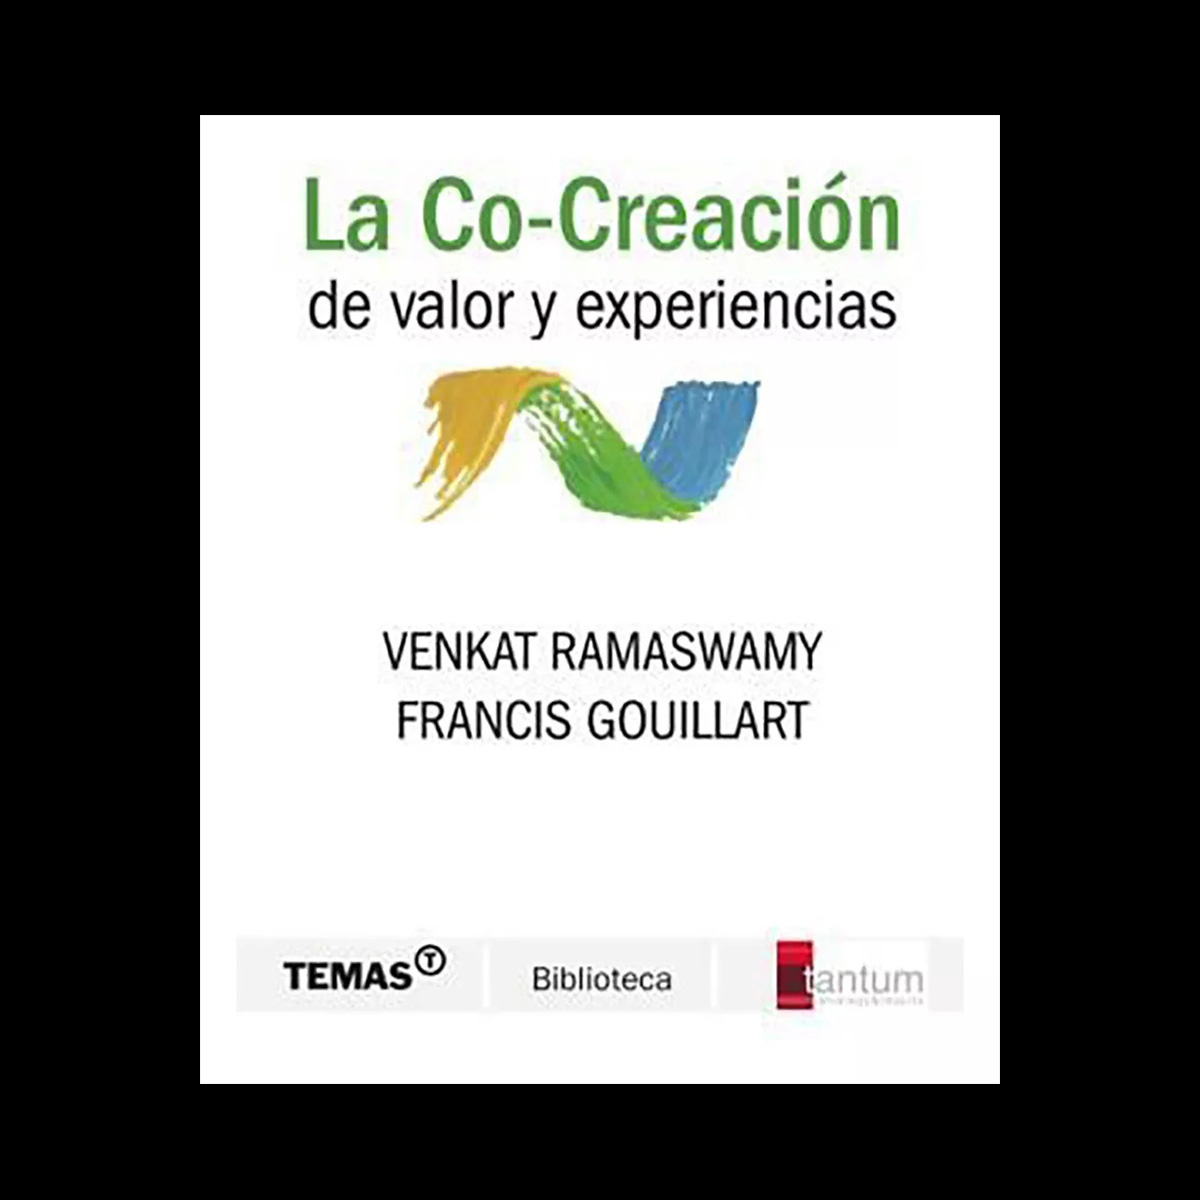 La Co-Creación
de valor y experiencias
VENKAT RAMASWAMY
FRANCIS GOUILLART
TEMAS T
Biblioteca
tantum